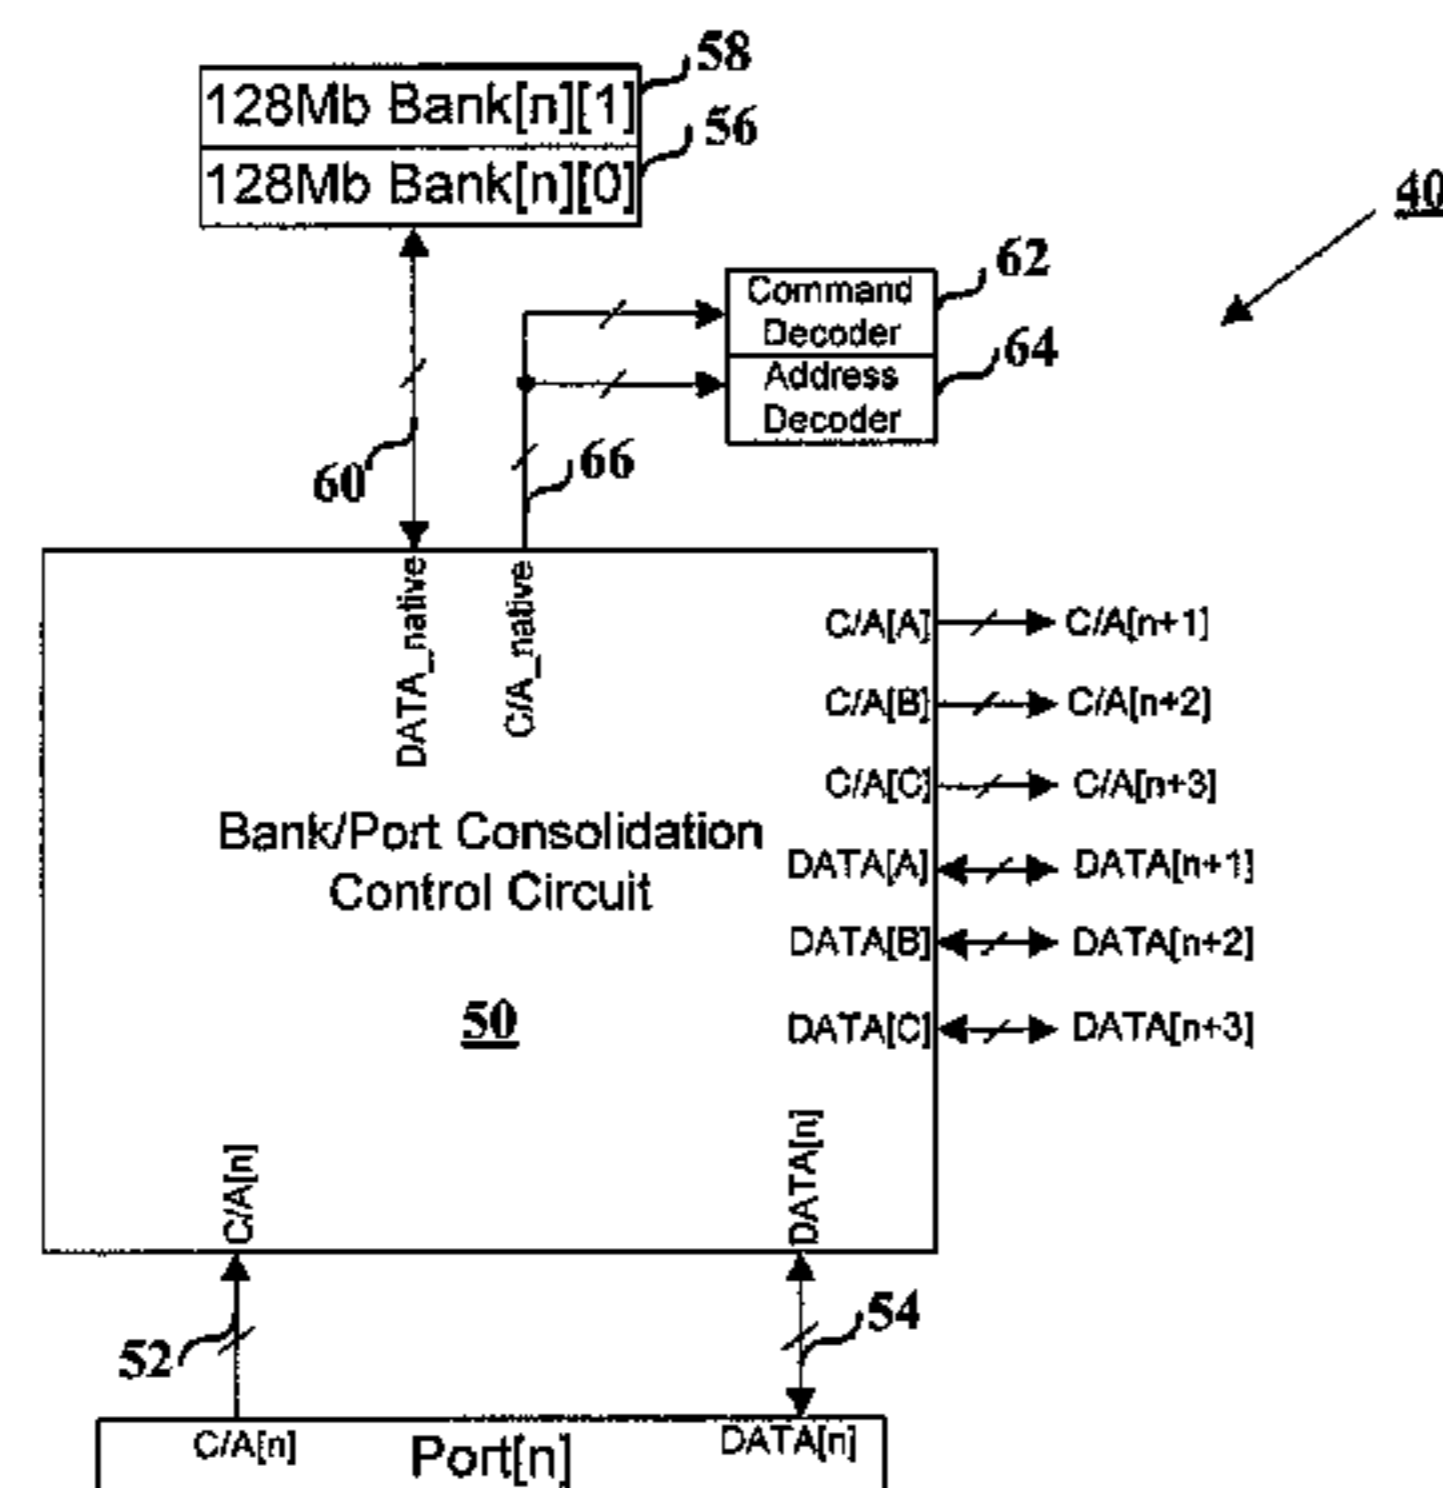 58
128Mb Bank[n][1]
56
128Mb Bank[n][0]
40
62
Command
Decoder
64
Address
Decoder
60
66
DATA_native
C/A_native
C/A[A]
C/A[n+1]
C/A[B]
C/A[n+2]
C/A[C]
C/A[n+3]
Bank/Port Consolidation
Control Circuit
DATA[A]
DATA[n+1]
DATA[B]
DATA[n+2]
50
DATA[C]
DATA[n+3]
C/A[n]
DATA[n]
52
54
C/A[n]
Port[n]
DATA[n]